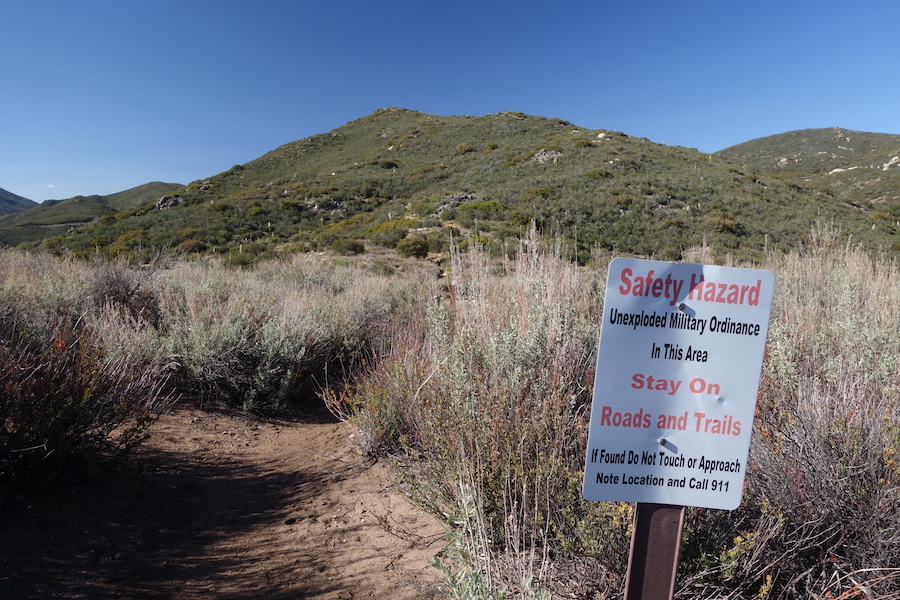 Safety Hazard
Unexploded Military Ordinance
In This Area
Stay On
Roads and Trails
If Found Do Not Touch or Approach
Note Location and Call 911